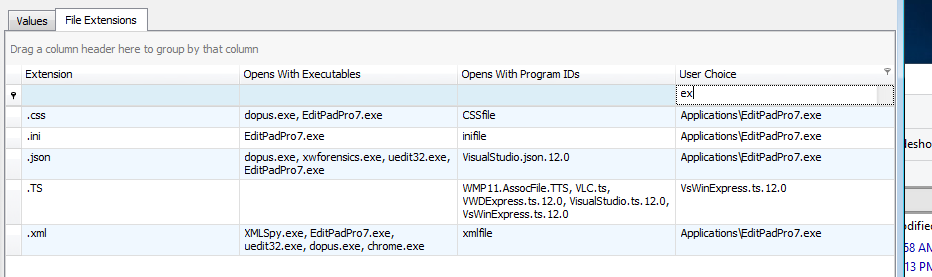 Values File Extensions
Drag a column header here to group by that column
Extension Opens With Executables Opens With Program IDs User Choice
ex
.css dopus.exe, EditPadPro7.exe CSSfile Applications\EditPadPro7.exe
.ini EditPadPro7.exe inifile Applications\EditPadPro7.exe
.json dopus.exe, xwforensics.exe, uedit32.exe, VisualStudio.json.12.0 Applications\EditPadPro7.exe
EditPadPro7.exe
.TS WMP11.AssocFile.TTS, VLC.ts, VsWinExpress.ts.12.0
VWDExpress.ts.12.0, VisualStudio.ts.12.0,
VsWinExpress.ts.12.0
.xml XMLSpy.exe, EditPadPro7.exe, xmlfile Applications\EditPadPro7.exe
uedit32.exe, dopus.exe, chrome.exe
lesho
odified
:58 AM
:13 PM